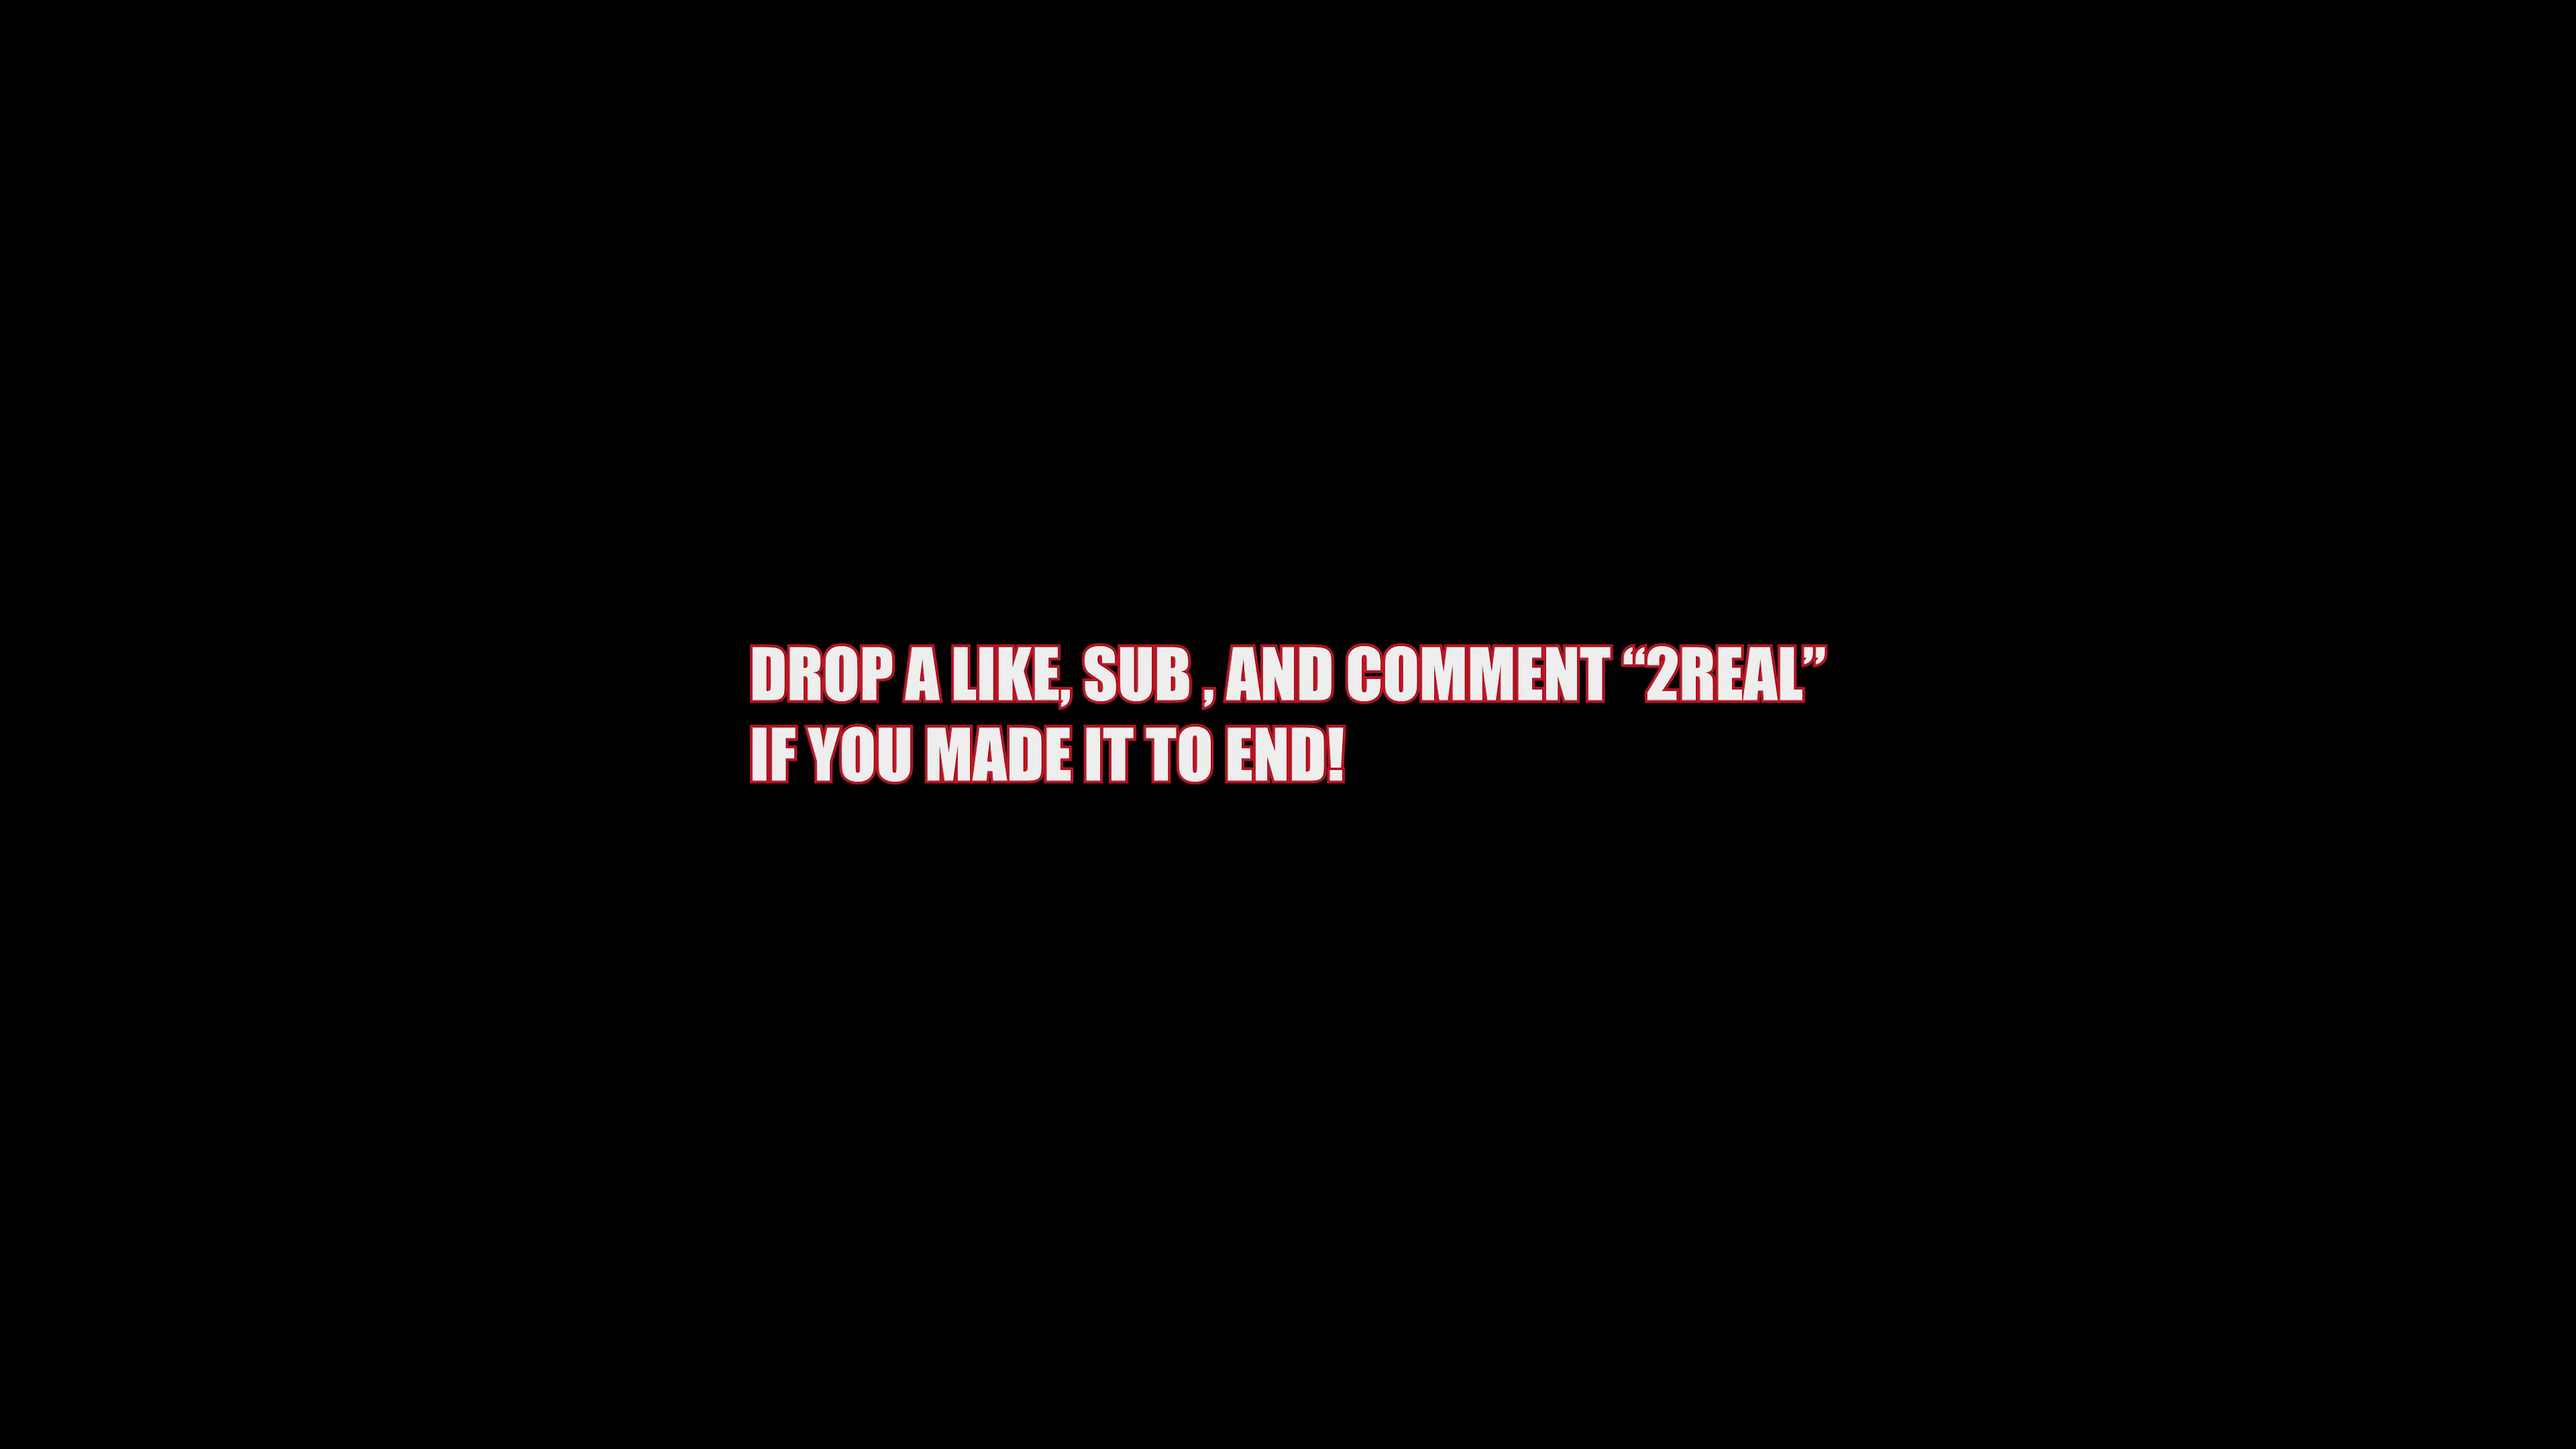 DROP A LIKE, SUB , AND COMMENT “2REAL”
IF YOU MADE IT TO END!